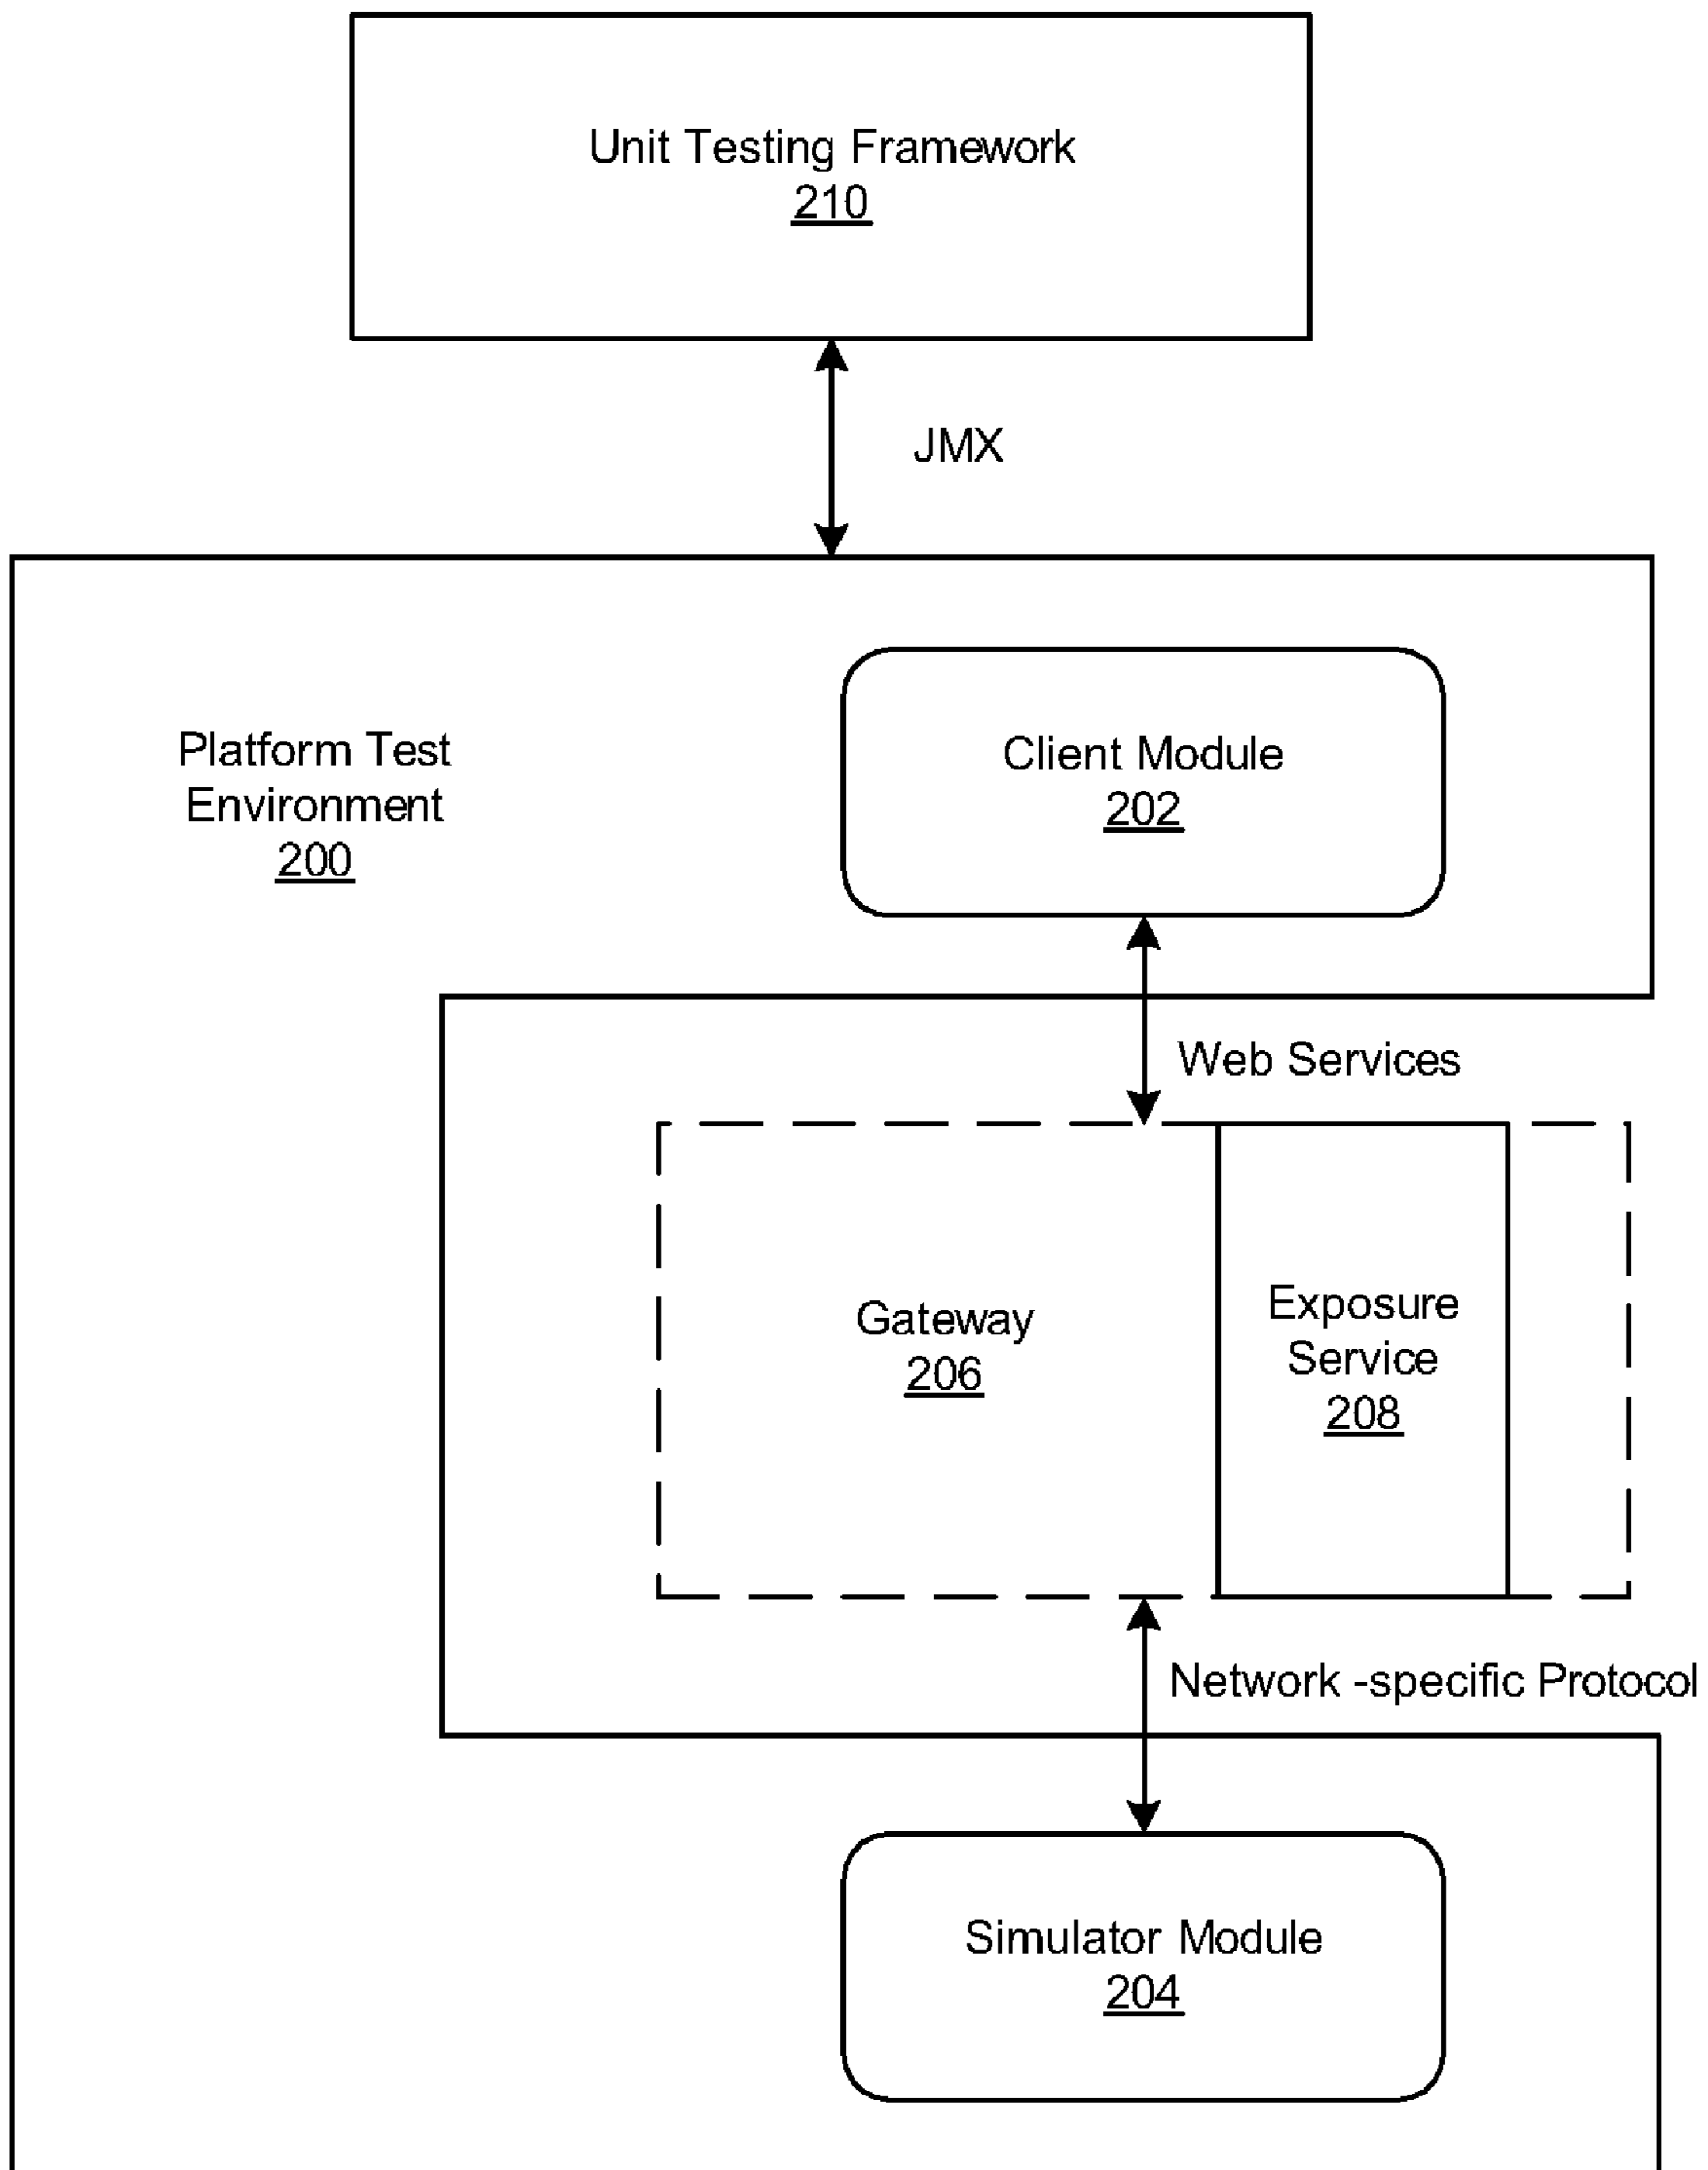 Unit Testing Framework
210
JMX
Platform Test
Environment
200
Client Module
202
Web Services
Gateway
206
Exposure
Service
208
Network -specific Protocol
Simulator Module
204